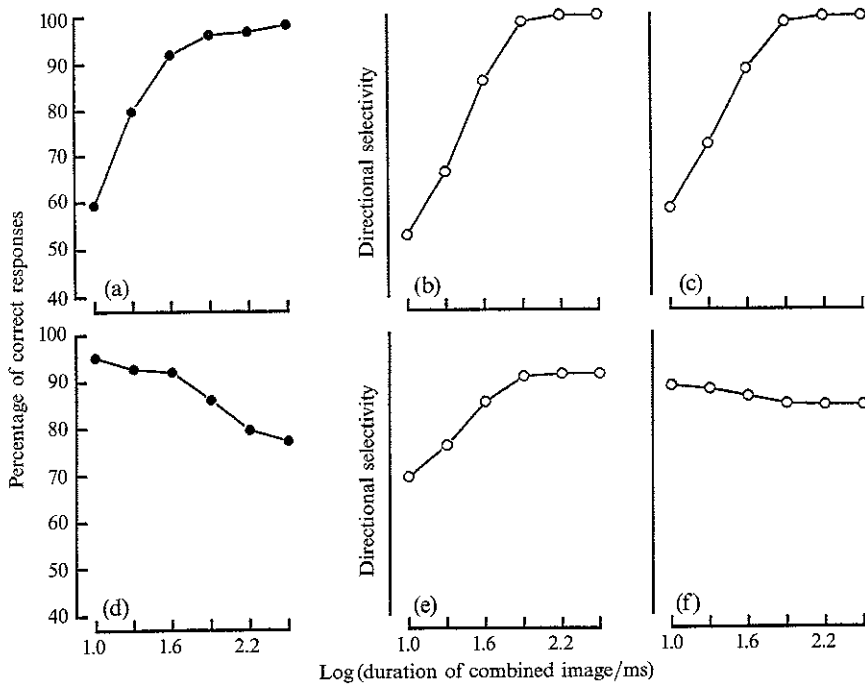 100
90
80
70
60
50
40
(a)
(b)
(c)
Percentage of correct responses
Directional selectivity
100
90
80
70
60
50
40
(d)
(e)
(f)
Directional selectivity
1.0 1.6 2.2
1.0 1.6 2.2
1.0 1.6 2.2
Log (duration of combined image/ms)